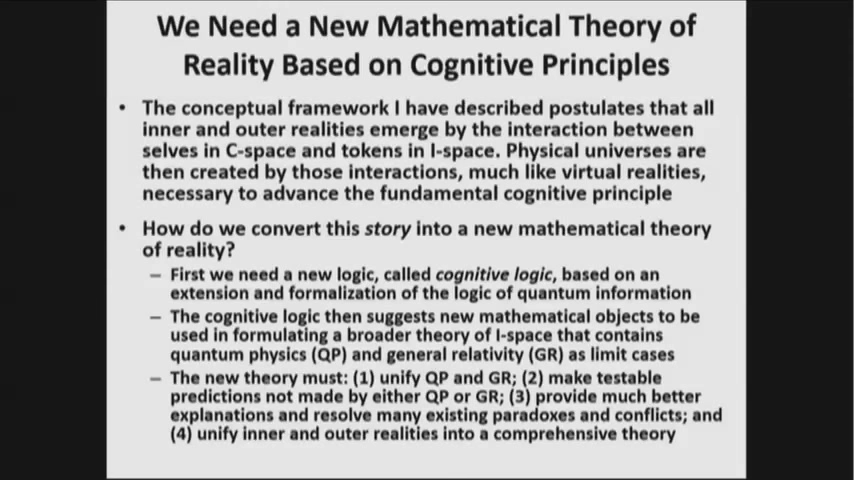 We Need a New Mathematical Theory of
Reality Based on Cognitive Principles
• The conceptual framework I have described postulates that all
inner and outer realities emerge by the interaction between
selves in C-space and tokens in I-space. Physical universes are
then created by those interactions, much like virtual realities,
necessary to advance the fundamental cognitive principle
• How do we convert this story into a new mathematical theory
of reality?
– First we need a new logic, called cognitive logic, based on an
extension and formalization of the logic of quantum information
– The cognitive logic then suggests new mathematical objects to be
used in formulating a broader theory of I-space that contains
quantum physics (QP) and general relativity (GR) as limit cases
– The new theory must: (1) unify QP and GR; (2) make testable
predictions not made by either QP or GR; (3) provide much better
explanations and resolve many existing paradoxes and conflicts; and
(4) unify inner and outer realities into a comprehensive theory